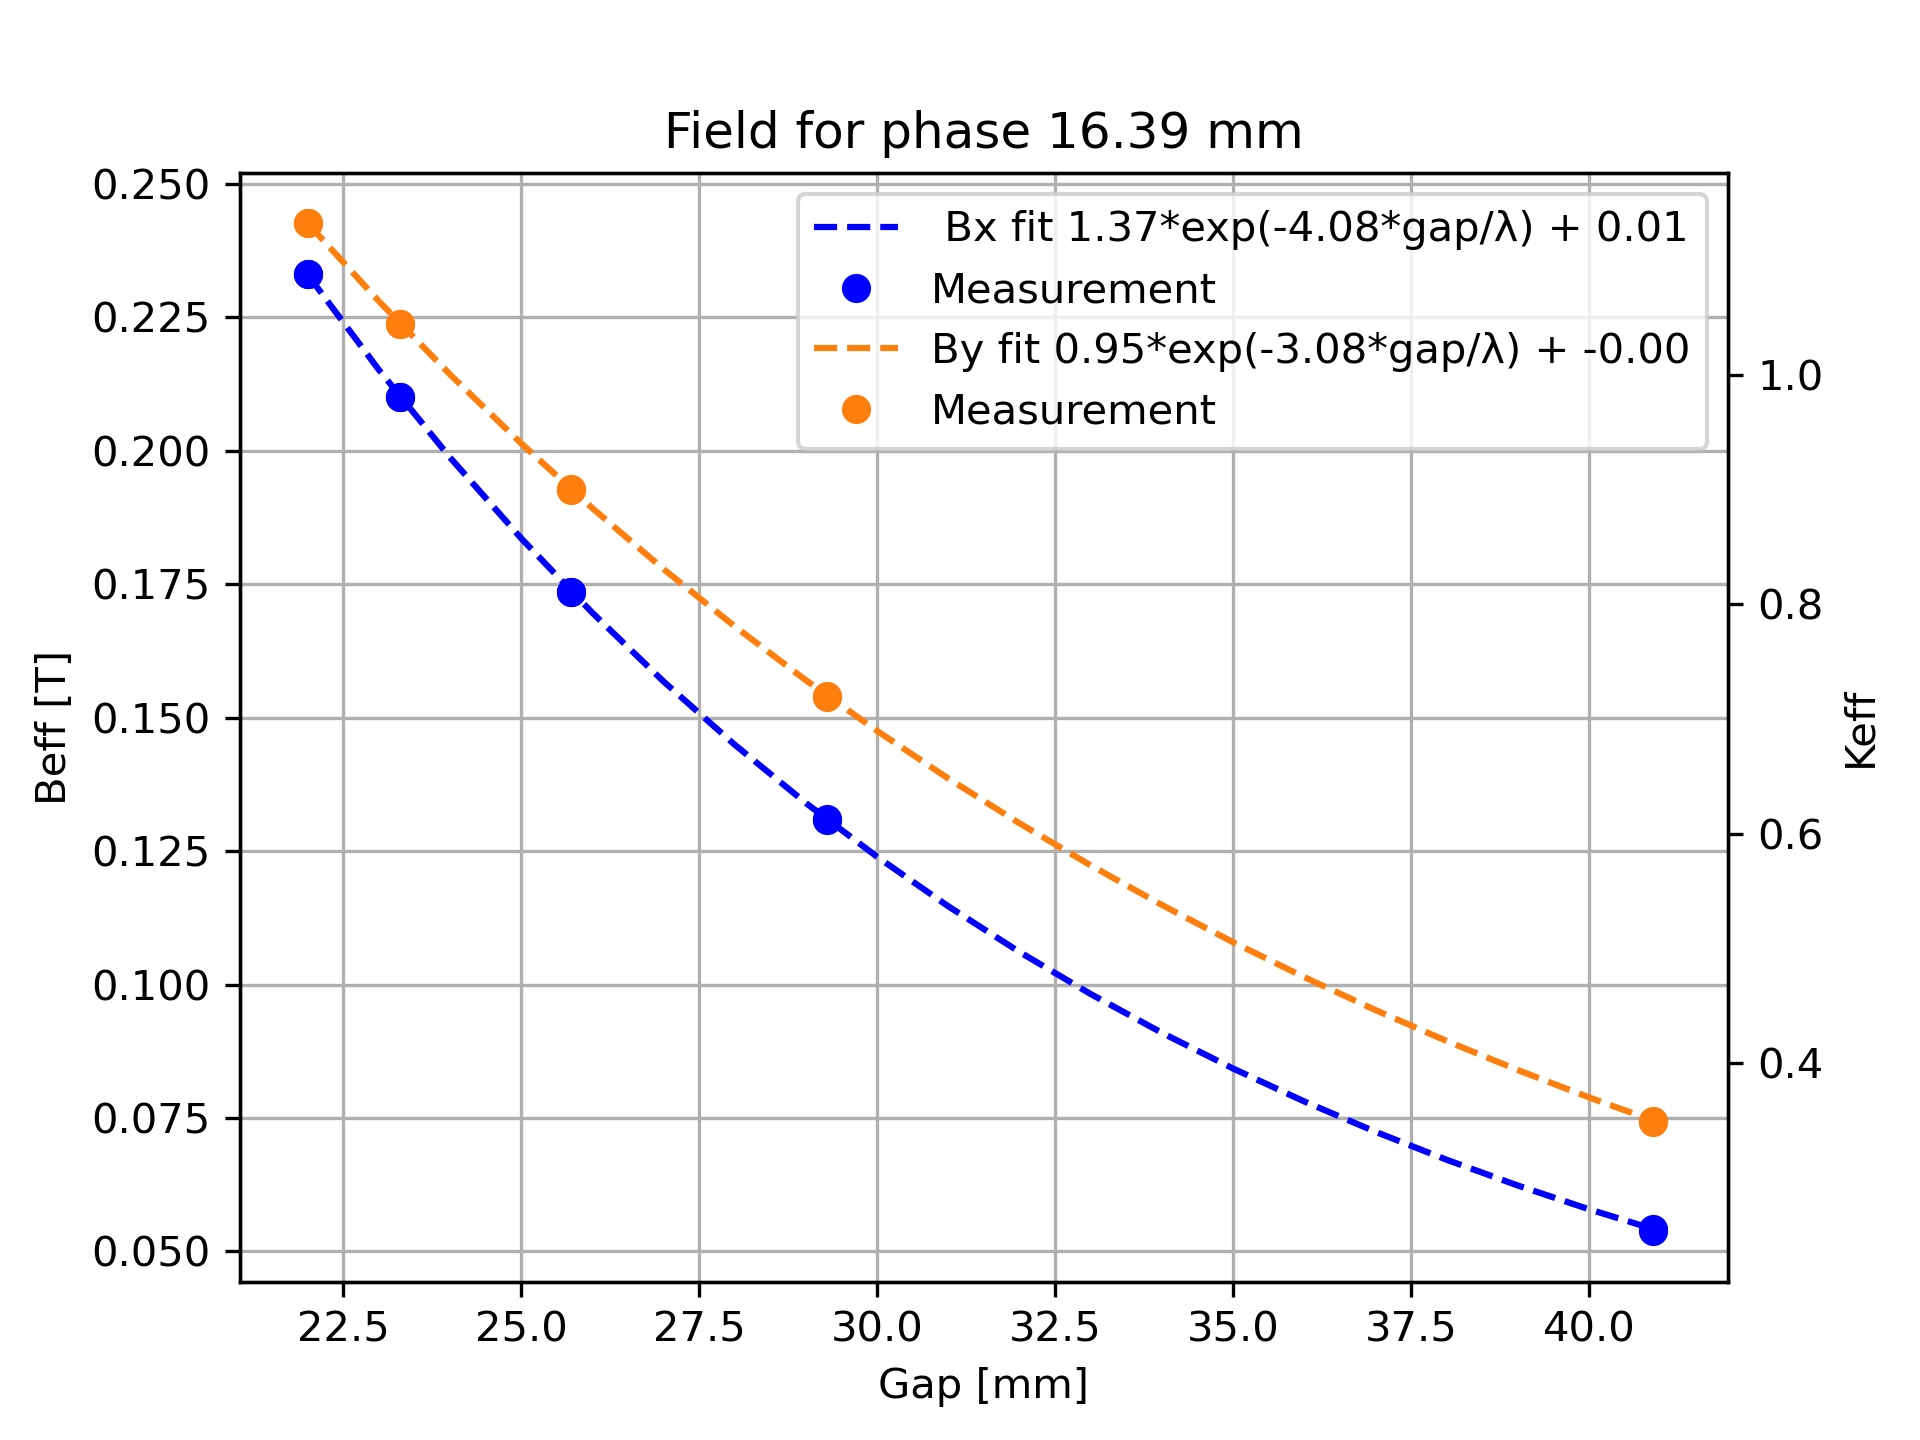 Field for phase 16.39 mm
Bx fit 1.37*exp(-4.08*gap/λ) + 0.01
Measurement
By fit 0.95*exp(-3.08*gap/λ) + -0.00
Measurement
0.250
0.225
0.200
0.175
0.150
0.125
0.100
0.075
0.050
Beff [T]
1.0
0.8
0.6
0.4
Keff
22.5 25.0 27.5 30.0 32.5 35.0 37.5 40.0
Gap [mm]